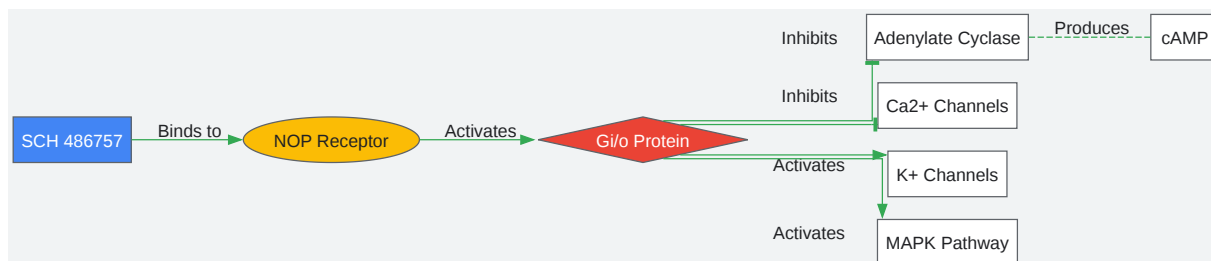 SCH 486757
Binds to
NOP Receptor
Activates
Gi/o Protein
Inhibits
Adenylate Cyclase
Produces
cAMP
Inhibits
Ca2+ Channels
Activates
K+ Channels
Activates
MAPK Pathway